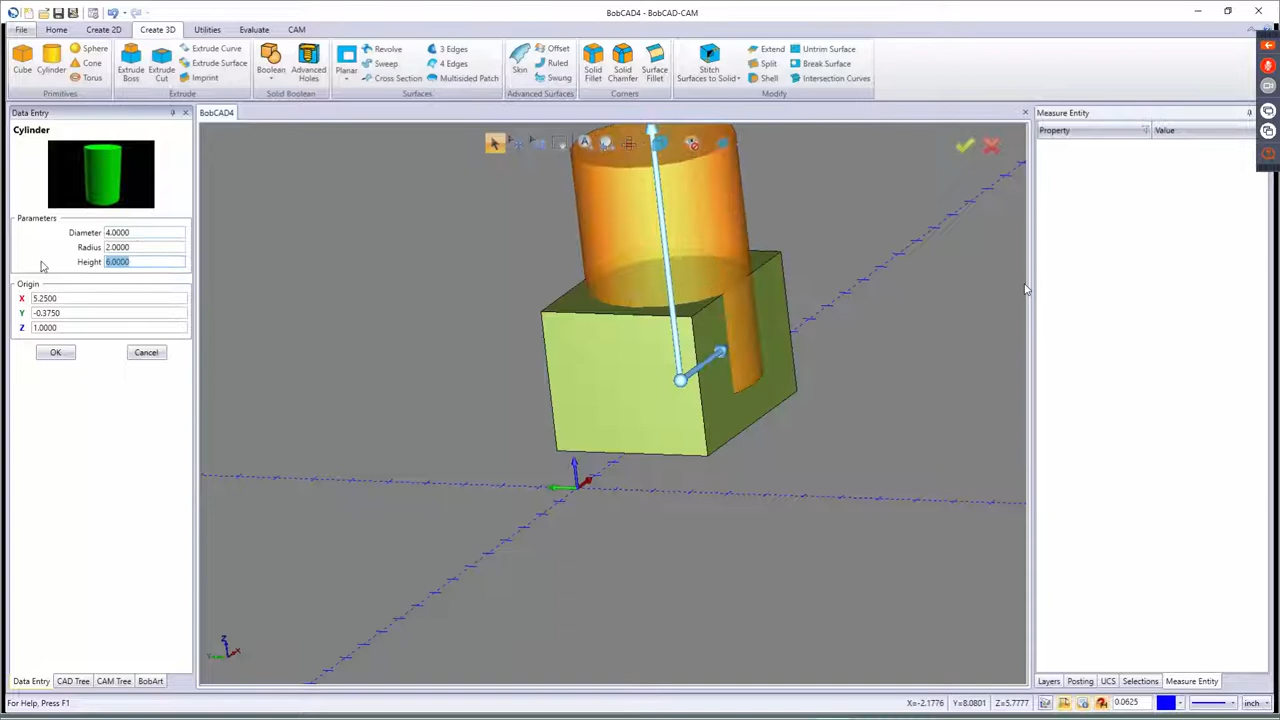 BobCAD4 - BobCAD-CAM
File Home Create 2D Create 3D Utilities Evaluate CAM
Cube
Cylinder
Sphere
Cone
Torus
Primitives
Extrude Boss
Extrude Cut
Extrude Curve
Extrude Surface
Imprint
Extrude
Boolean
Advanced Holes
Solid Boolean
Planar
Revolve
Sweep
Cross Section
3 Edges
4 Edges
Multisided Patch
Surfaces
Skin
Offset
Ruled
Swung
Advanced Surfaces
Solid Fillet
Solid Chamfer
Surface Fillet
Corners
Stitch Surfaces to Solid
Extend
Split
Shell
Untrim Surface
Break Surface
Intersection Curves
Modify
Data Entry
BobCAD4
Measure Entity
Property Value
Cylinder
Parameters
Diameter 4.0000
Radius 2.0000
Height 6.0000
Origin
X 5.2500
Y -0.3750
Z 1.0000
OK Cancel
Z
Y X
Data Entry CAD Tree CAM Tree BobArt
Layers Posting UCS Selections Measure Entity
For Help, Press F1
X=-2.1776 Y=8.0801 Z=5.7777 0.0625 inch